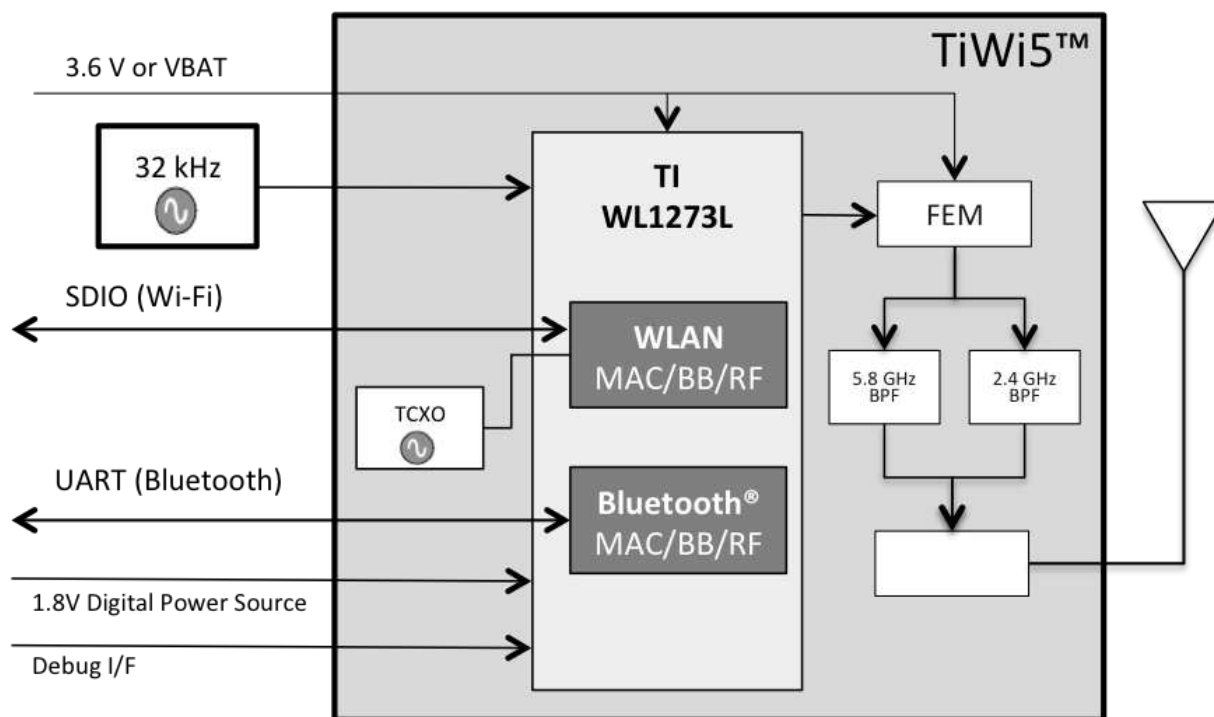 TiWi5™
3.6 V or VBAT
32 kHz
TI
WL1273L
FEM
SDIO (Wi-Fi)
WLAN
MAC/BB/RF
5.8 GHz
BPF
2.4 GHz
BPF
TCXO
UART (Bluetooth)
Bluetooth®
MAC/BB/RF
1.8V Digital Power Source
Debug I/F